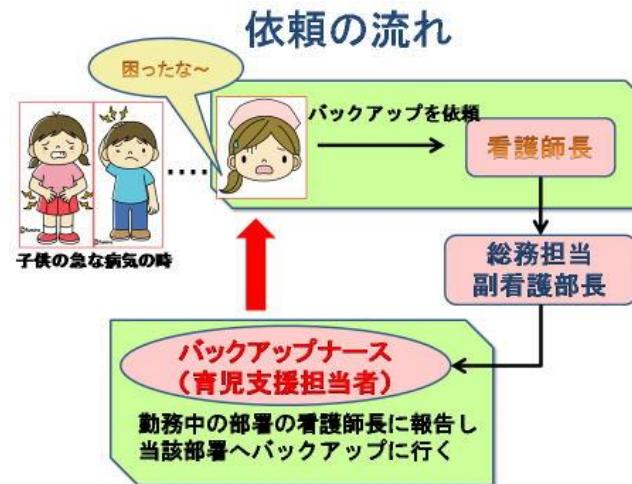 依頼の流れ
困ったな～
バックアップを依頼
看護師長
‥‥
子供の急な病気の時
総務担当
副看護部長
バックアップナース
（育児支援担当者）
勤務中の部署の看護師長に報告し
当該部署へバックアップに行く